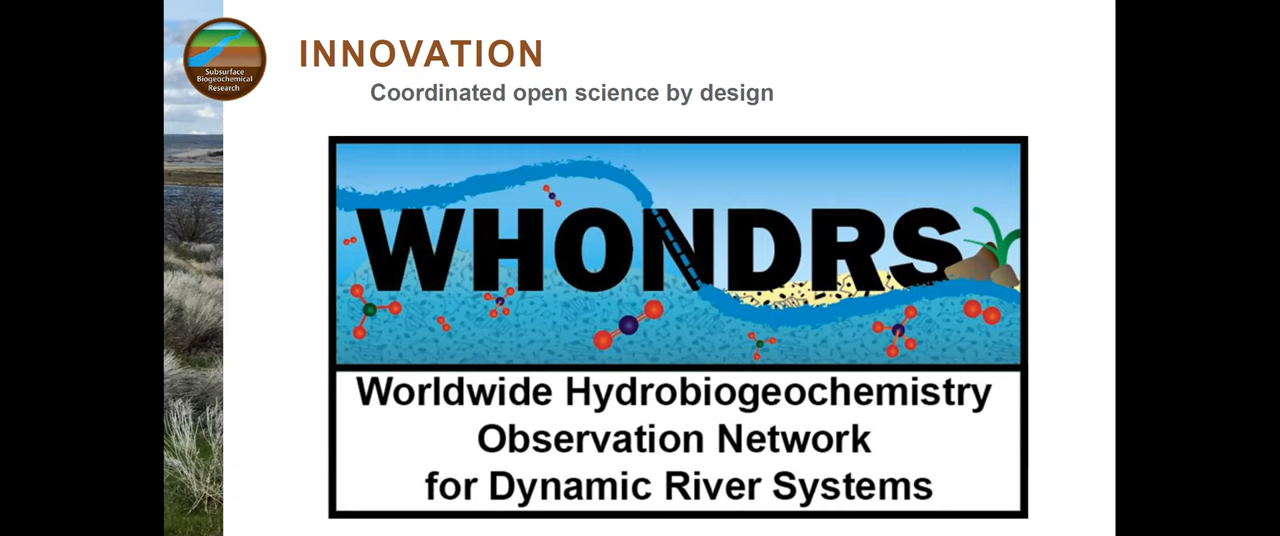 Subsurface
Biogeochemical
Research
INNOVATION
Coordinated open science by design
WHONDRS
Worldwide Hydrobiogeochemistry
Observation Network
for Dynamic River Systems